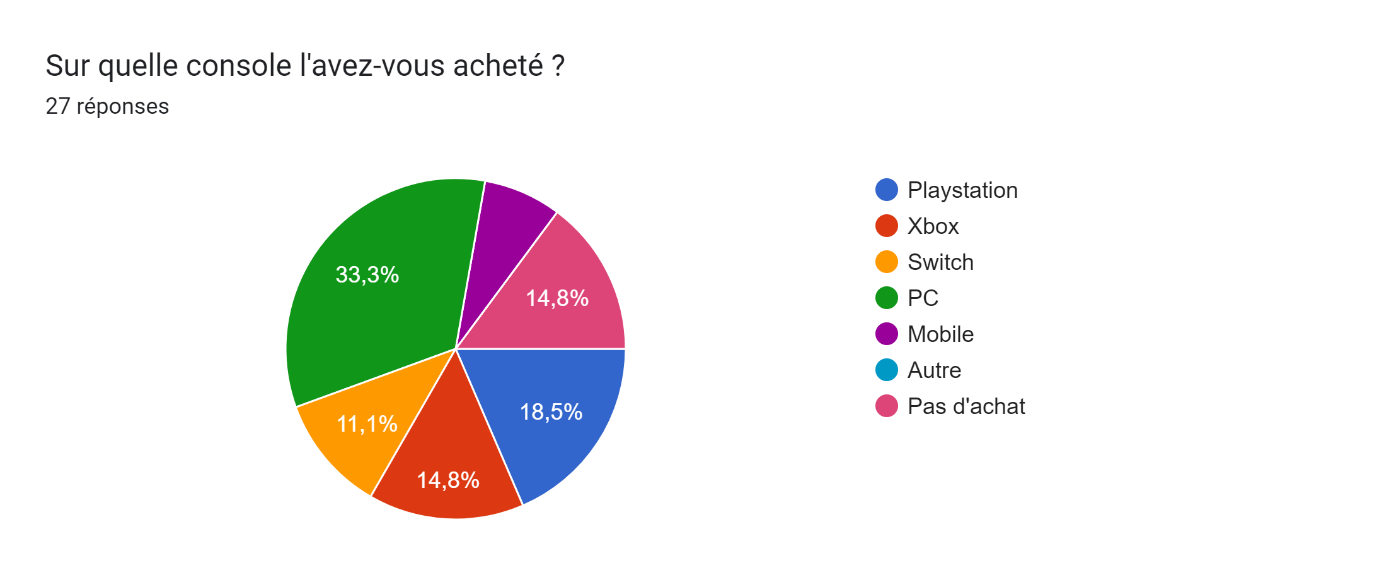 Sur quelle console l'avez-vous acheté ?
27 réponses
33,3%
14,8%
18,5%
11,1%
14,8%
Playstation
Xbox
Switch
PC
Mobile
Autre
Pas d'achat